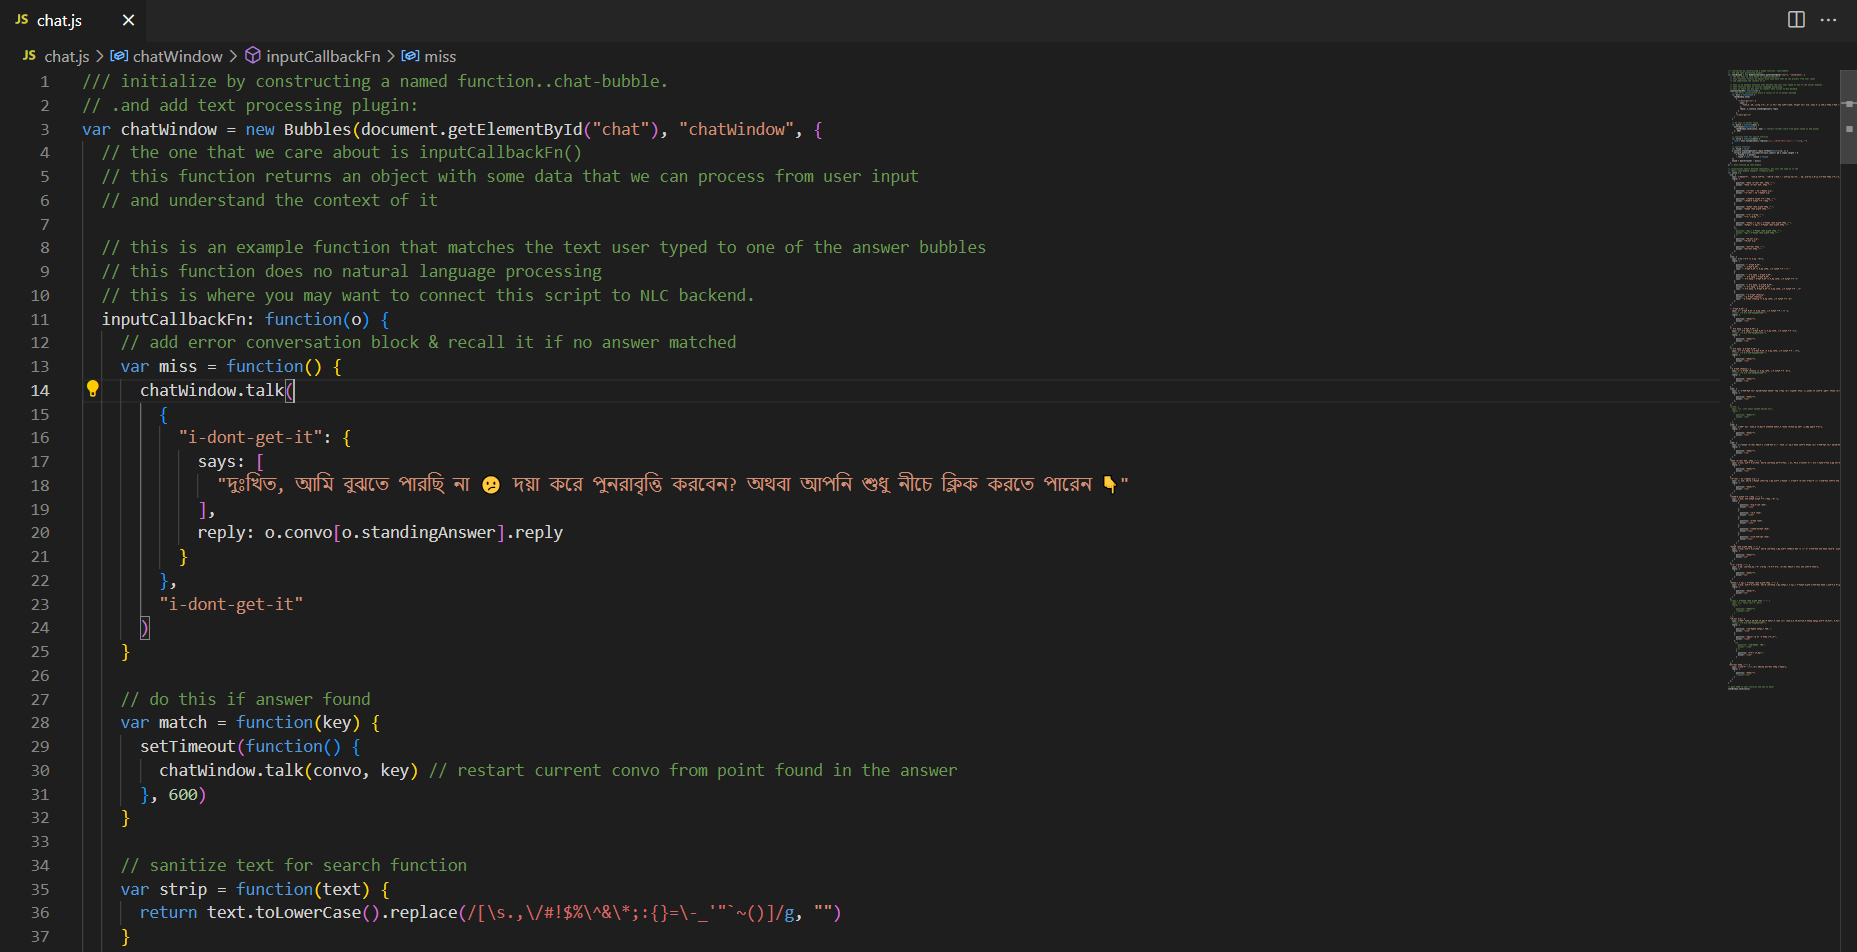 JS chat.js ×
JS chat.js > chatWindow > inputCallbackFn > miss
1 /// initialize by constructing a named function..chat-bubble.
2 // .and add text processing plugin:
3 var chatWindow = new Bubbles(document.getElementById("chat"), "chatWindow", {
4 // the one that we care about is inputCallbackFn()
5 // this function returns an object with some data that we can process from user input
6 // and understand the context of it
7
8 // this is an example function that matches the text user typed to one of the answer bubbles
9 // this function does no natural language processing
10 // this is where you may want to connect this script to NLC backend.
11 inputCallbackFn: function(o) {
12 // add error conversation block & recall it if no answer matched
13 var miss = function() {
14 chatWindow.talk(
15 {
16 "i-dont-get-it": {
17 says: [
18 "দুঃখিত, আমি বুঝতে পারছি না 😕 দয়া করে পুনরাবৃত্তি করবেন? অথবা আপনি শুধু নীচে ক্লিক করতে পারেন 👇"
19 ],
20 reply: o.convo[o.standingAnswer].reply
21 }
22 },
23 "i-dont-get-it"
24 )
25 }
26
27 // do this if answer found
28 var match = function(key) {
29 setTimeout(function() {
30 chatWindow.talk(convo, key) // restart current convo from point found in the answer
31 }, 600)
32 }
33
34 // sanitize text for search function
35 var strip = function(text) {
36 return text.toLowerCase().replace(/[\s.,\/#!$%\^&\*;:{}=\-_'"`~()]/g, "")
37 }